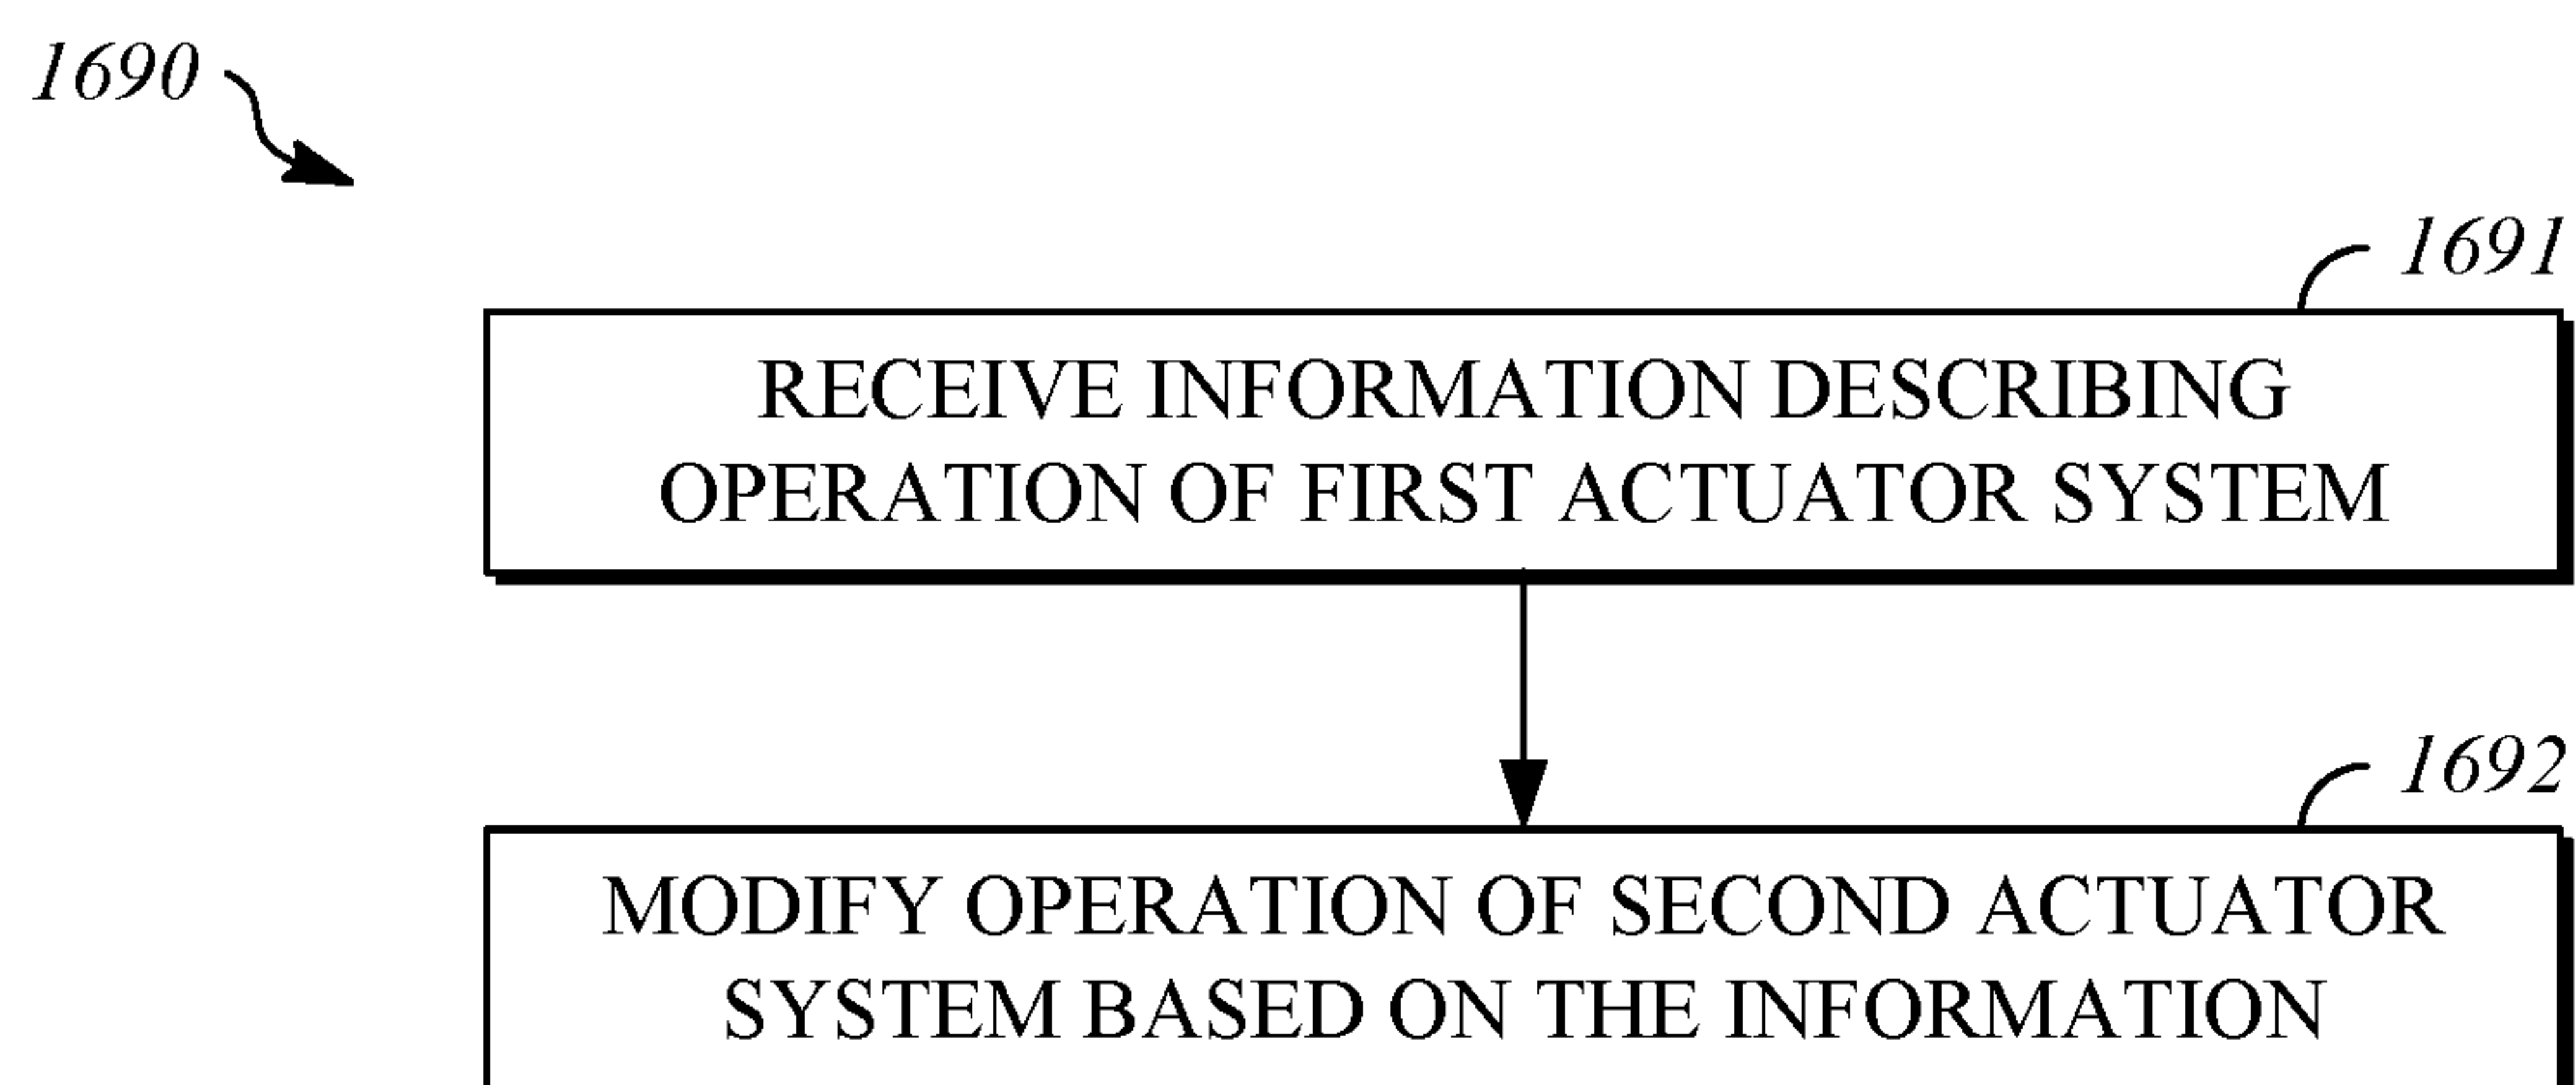 1690
1691
RECEIVE INFORMATION DESCRIBING
OPERATION OF FIRST ACTUATOR SYSTEM
1692
MODIFY OPERATION OF SECOND ACTUATOR
SYSTEM BASED ON THE INFORMATION